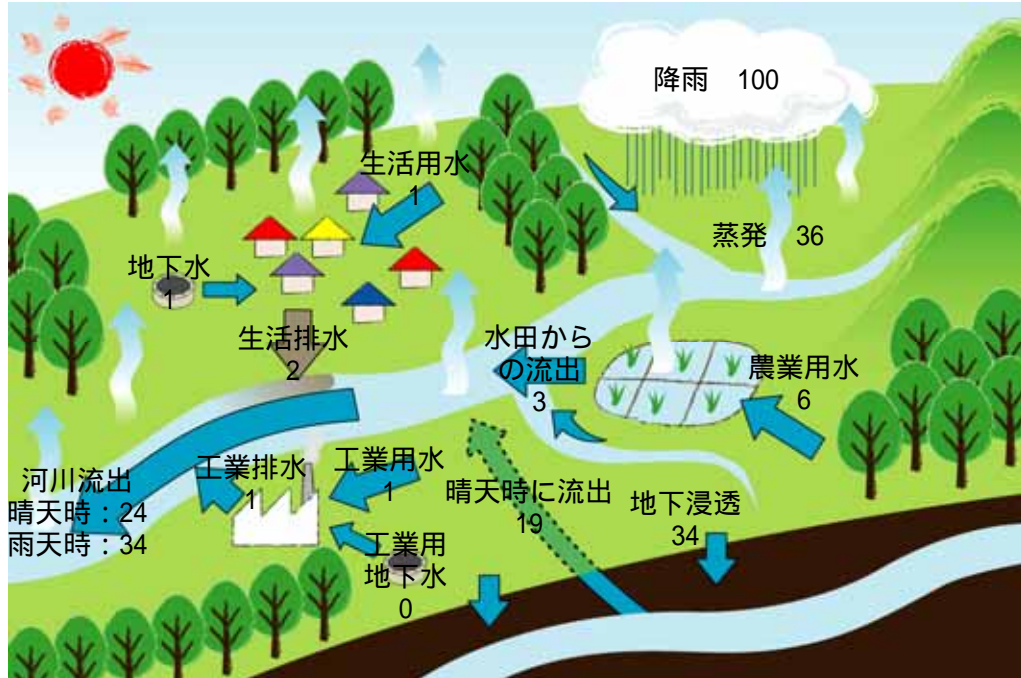 降雨 100
生活用水
1
蒸発 36
地下水
1
生活排水
2
水田から
の流出
3
農業用水
6
河川流出
晴天時：24
雨天時：34
工業排水
1
工業用水
1
晴天時に流出
19
地下浸透
34
工業用
地下水
0